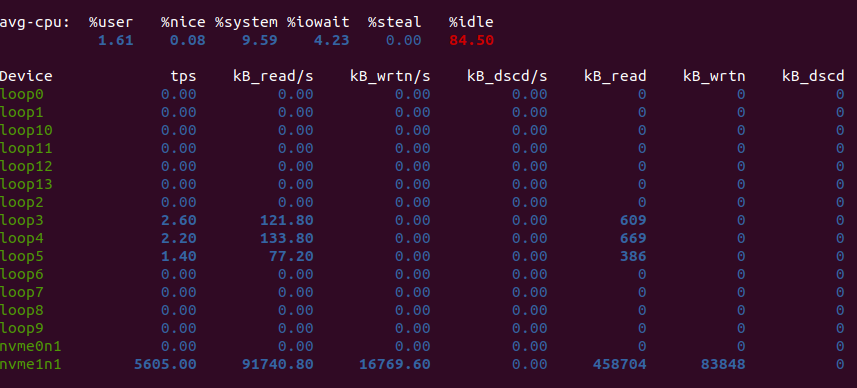 avg-cpu: %user %nice %system %iowait %steal %idle
1.61 0.08 9.59 4.23 0.00 84.50
Device tps kB_read/s kB_wrtn/s kB_dscd/s kB_read kB_wrtn kB_dscd
loop0 0.00 0.00 0.00 0.00 0 0 0
loop1 0.00 0.00 0.00 0.00 0 0 0
loop10 0.00 0.00 0.00 0.00 0 0 0
loop11 0.00 0.00 0.00 0.00 0 0 0
loop12 0.00 0.00 0.00 0.00 0 0 0
loop13 0.00 0.00 0.00 0.00 0 0 0
loop2 0.00 0.00 0.00 0.00 0 0 0
loop3 2.60 121.80 0.00 0.00 609 0 0
loop4 2.20 133.80 0.00 0.00 669 0 0
loop5 1.40 77.20 0.00 0.00 386 0 0
loop6 0.00 0.00 0.00 0.00 0 0 0
loop7 0.00 0.00 0.00 0.00 0 0 0
loop8 0.00 0.00 0.00 0.00 0 0 0
loop9 0.00 0.00 0.00 0.00 0 0 0
nvme0n1 0.00 0.00 0.00 0.00 0 0 0
nvme1n1 5605.00 91740.80 16769.60 0.00 458704 83848 0